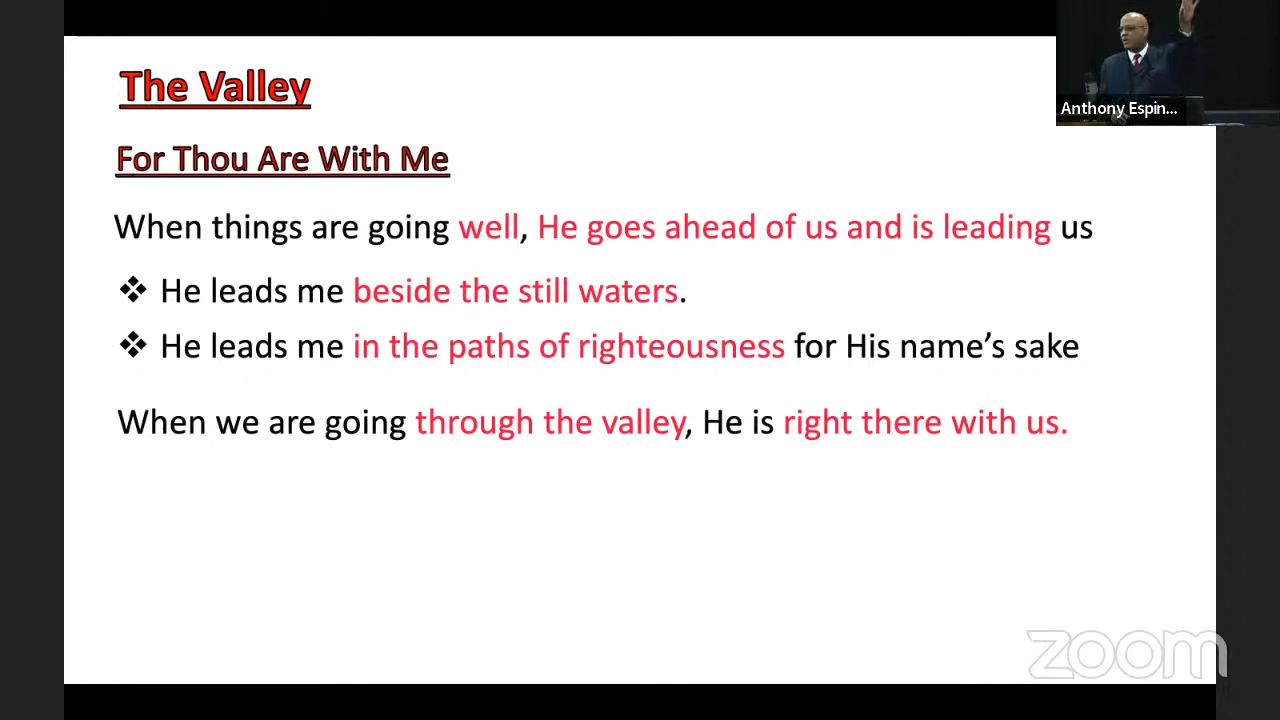 The Valley
For Thou Are With Me
When things are going well, He goes ahead of us and is leading us
❖ He leads me beside the still waters.
❖ He leads me in the paths of righteousness for His name’s sake
When we are going through the valley, He is right there with us.
Anthony Espin...
zoom